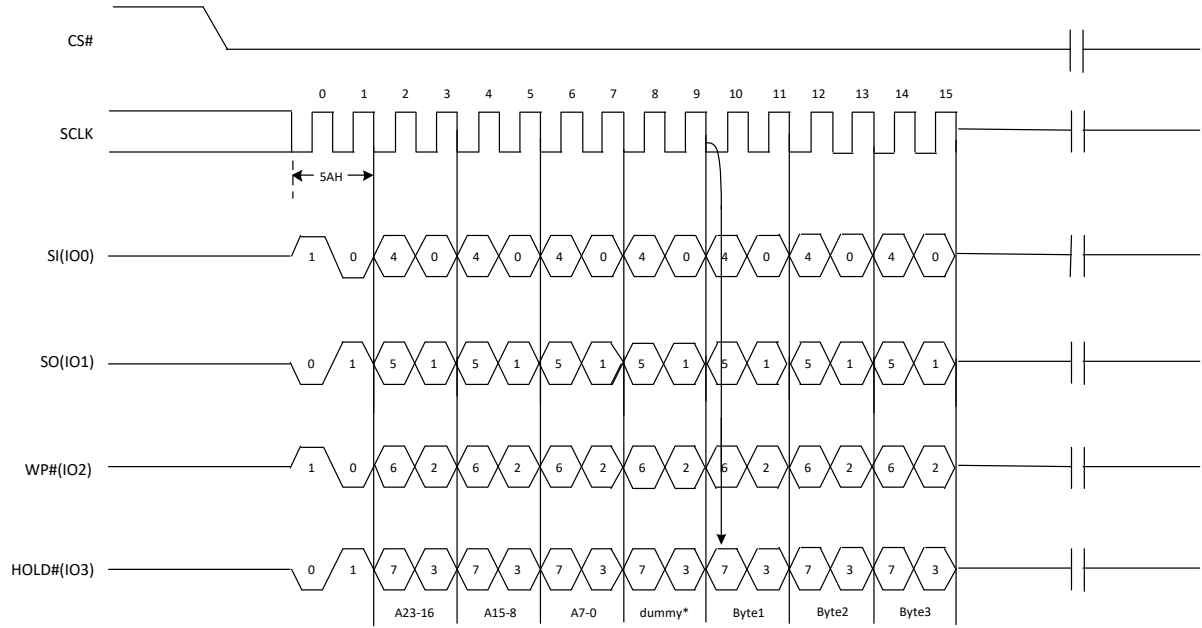 CS#
0 1 2 3 4 5 6 7 8 9 10 11 12 13 14 15
SCLK
5AH
SI(IO0) 1 0 4 0 4 0 4 0 4 0 4 0 4 0 4 0
SO(IO1) 0 1 5 1 5 1 5 1 5 1 5 1 5 1 5 1
WP#(IO2) 1 0 6 2 6 2 6 2 6 2 6 2 6 2 6 2
HOLD#(IO3) 0 1 7 3 7 3 7 3 7 3 7 3 7 3 7 3
A23-16 A15-8 A7-0 dummy* Byte1 Byte2 Byte3